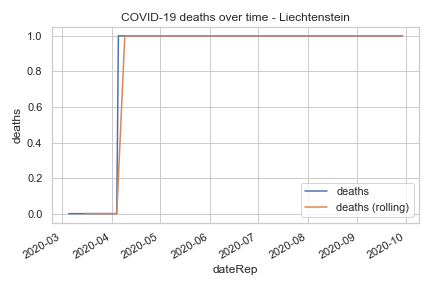 COVID-19 deaths over time - Liechtenstein
deaths
1.0
0.8
0.6
0.4
0.2
0.0
deaths
deaths (rolling)
2020-03
2020-04
2020-05
2020-06
2020-07
2020-08
2020-09
2020-10
dateRep